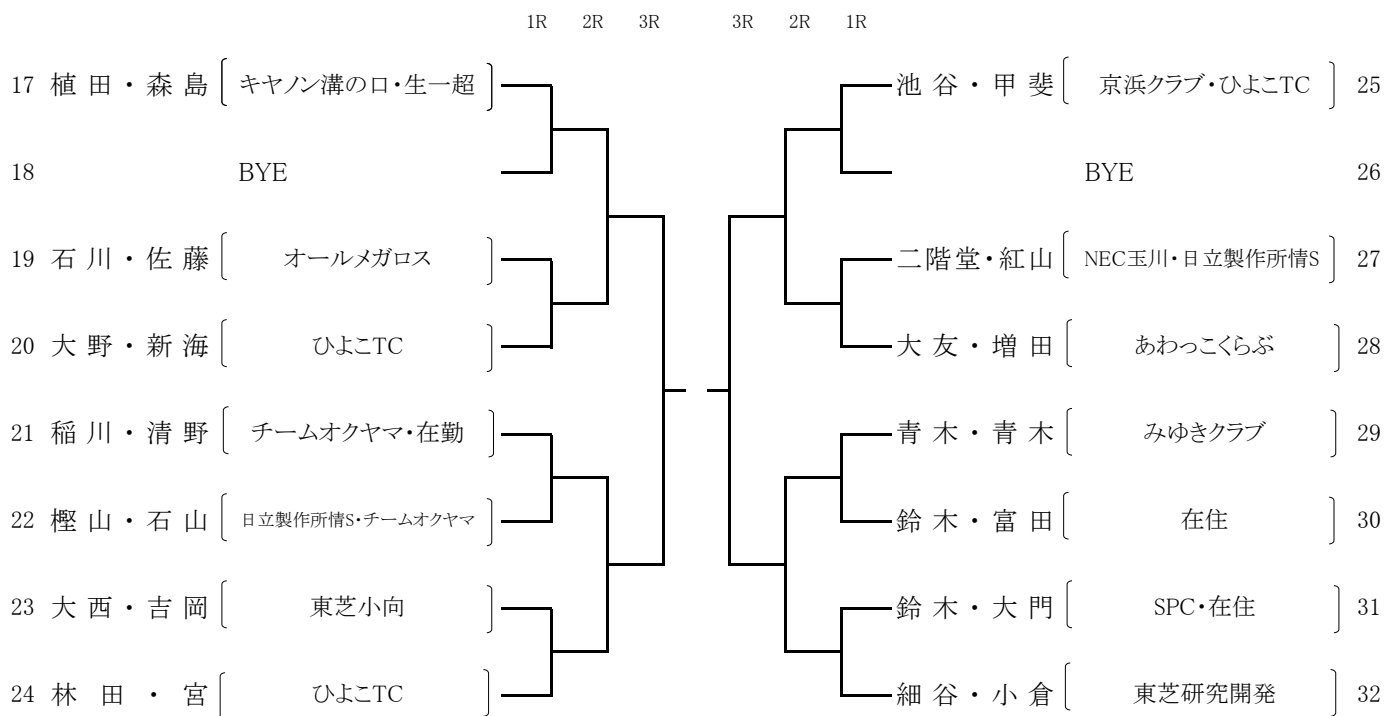 1R 2R 3R 3R 2R 1R
17 植田・森島 キヤノン溝の口・生一超 池谷・甲斐 京浜クラブ・ひよこTC 25
18 BYE BYE 26
19 石川・佐藤 オールメガロス 二階堂・紅山 NEC玉川・日立製作所情S 27
20 大野・新海 ひよこTC 大友・増田 あわっこくらぶ 28
21 稲川・清野 チームオクヤマ・在勤 青木・青木 みゆきクラブ 29
22 樫山・石山 日立製作所情S・チームオクヤマ 鈴木・富田 在住 30
23 大西・吉岡 東芝小向 鈴木・大門 SPC・在住 31
24 林田・宮 ひよこTC 細谷・小倉 東芝研究開発 32